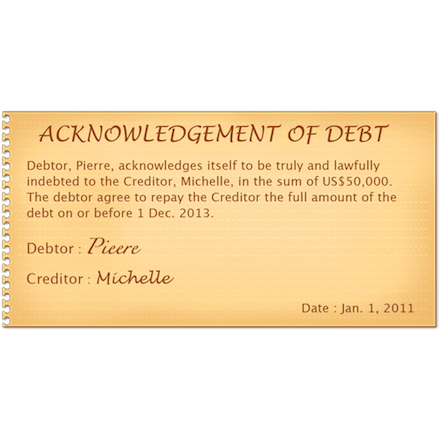 ACKNOWLEDGEMENT OF DEBT
Debtor, Pierre, acknowledges itself to be truly and lawfully
indebted to the Creditor, Michelle, in the sum of US$50,000.
The debtor agree to repay the Creditor the full amount of the
debt on or before 1 Dec. 2013.
Debtor : Pieere
Creditor : Michelle
Date : Jan. 1, 2011